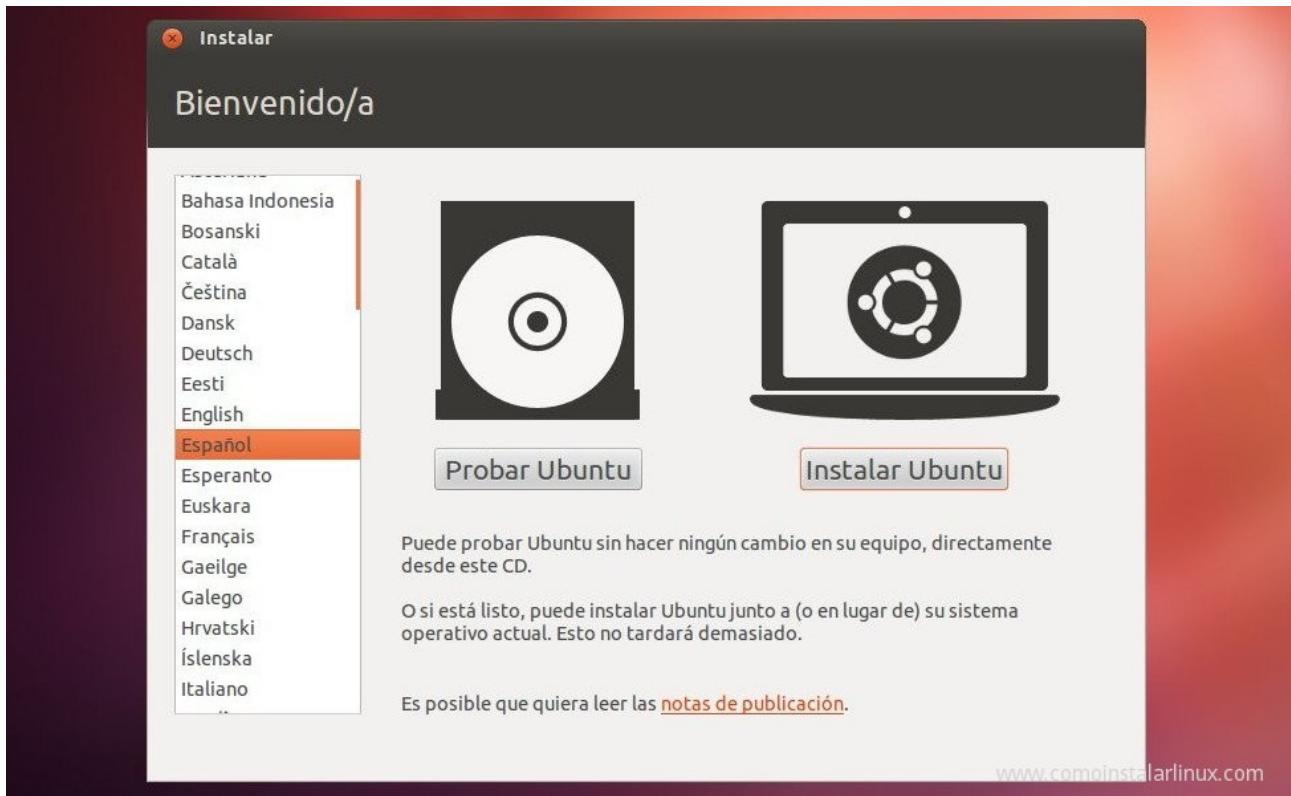 Instalar
Bienvenido/a
Bahasa Indonesia
Bosanski
Català
Čeština
Dansk
Deutsch
Eesti
English
Español
Esperanto
Euskara
Français
Gaeilge
Galego
Hrvatski
Íslenska
Italiano
Probar Ubuntu
Instalar Ubuntu
Puede probar Ubuntu sin hacer ningún cambio en su equipo, directamente
desde este CD.
O si está listo, puede instalar Ubuntu junto a (o en lugar de) su sistema
operativo actual. Esto no tardará demasiado.
Es posible que quiera leer las notas de publicación.
www.comoinstalarlinux.com